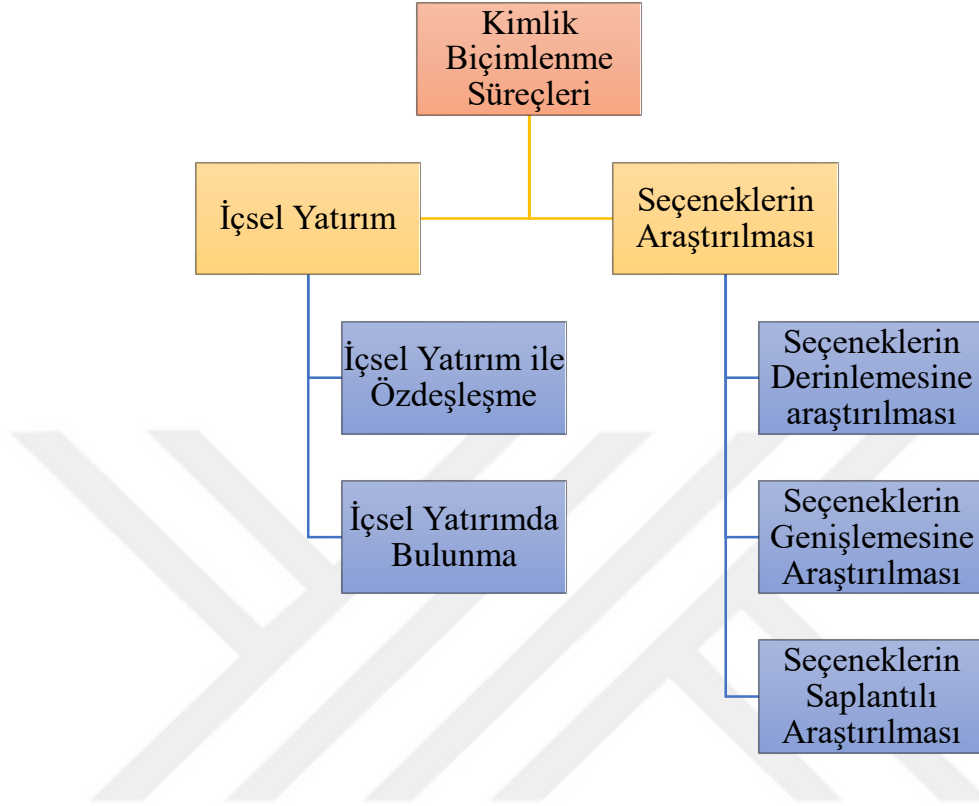 Kimlik
Biçimlenme
Süreçleri
İçsel Yatırım
Seçeneklerin
Araştırılması
İçsel Yatırım ile
Özdeşleşme
İçsel Yatırımda
Bulunma
Seçeneklerin
Derinlemesine
araştırılması
Seçeneklerin
Genişlemesine
Araştırılması
Seçeneklerin
Saplantılı
Araştırılması